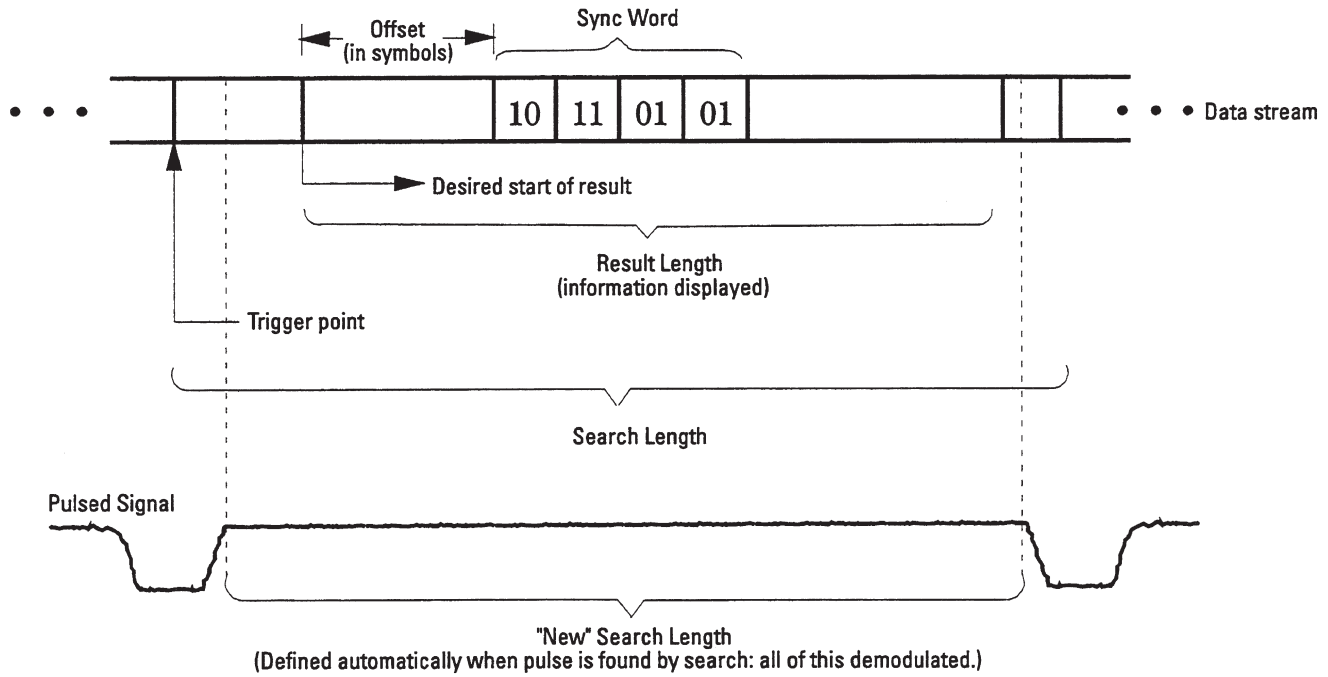 Offset
(in symbols)
Sync Word
10 11 01 01
• • • Data stream
Desired start of result
Result Length
(information displayed)
Trigger point
Search Length
Pulsed Signal
"New" Search Length
(Defined automatically when pulse is found by search: all of this demodulated.)